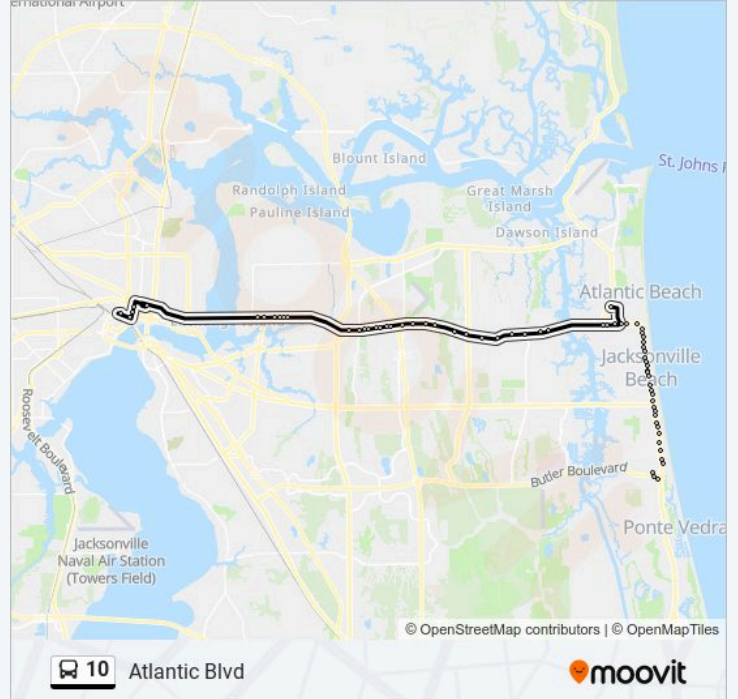 ernational Airport
Blount Island
St. Johns R
Randolph Island
Great Marsh
Island
Pauline Island
Dawson Island
Atlantic Beach
Jacksonville
Beach
Roosevelt Boulevard
Butler Boulevard
Ponte Vedra
Jacksonville
Naval Air Station
(Towers Field)
© OpenStreetMap contributors | © OpenMapTiles
10 Atlantic Blvd
moovit